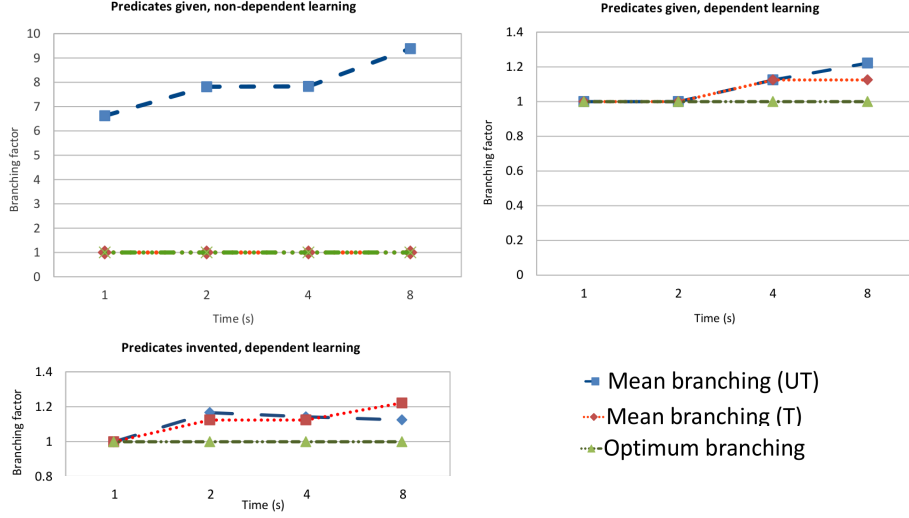 Predicates given, non-dependent learning
10
9
8
7
6
5
4
3
2
1
0
Branching factor
1 2 4 8
Time (s)
Predicates given, dependent learning
1.4
1.2
1
0.8
0.6
0.4
0.2
0
Branching factor
1 2 4 8
Time (s)
Predicates invented, dependent learning
1.4
1.2
1
0.8
Branching factor
1 2 4 8
Time (s)
Mean branching (UT)
Mean branching (T)
Optimum branching